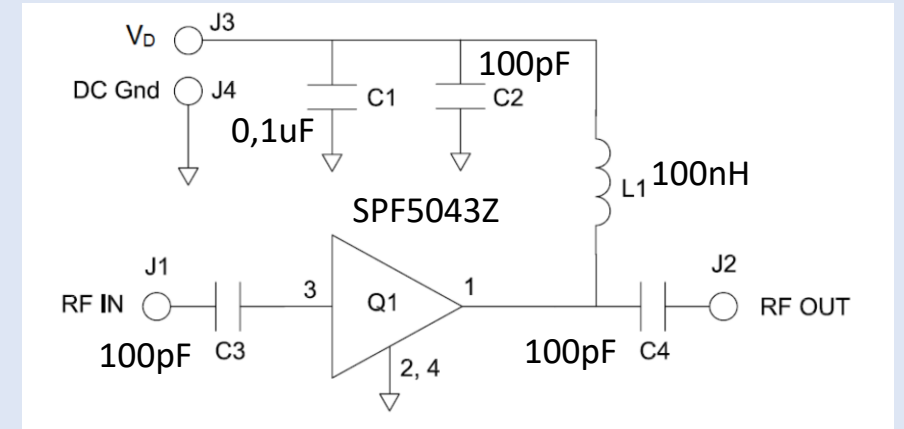 VD
J3
100pF
DC Gnd
J4
C1
C2
0,1uF
L1
100nH
SPF5043Z
J1
J2
RF IN
3
Q1
1
RF OUT
100pF
C3
2, 4
100pF
C4